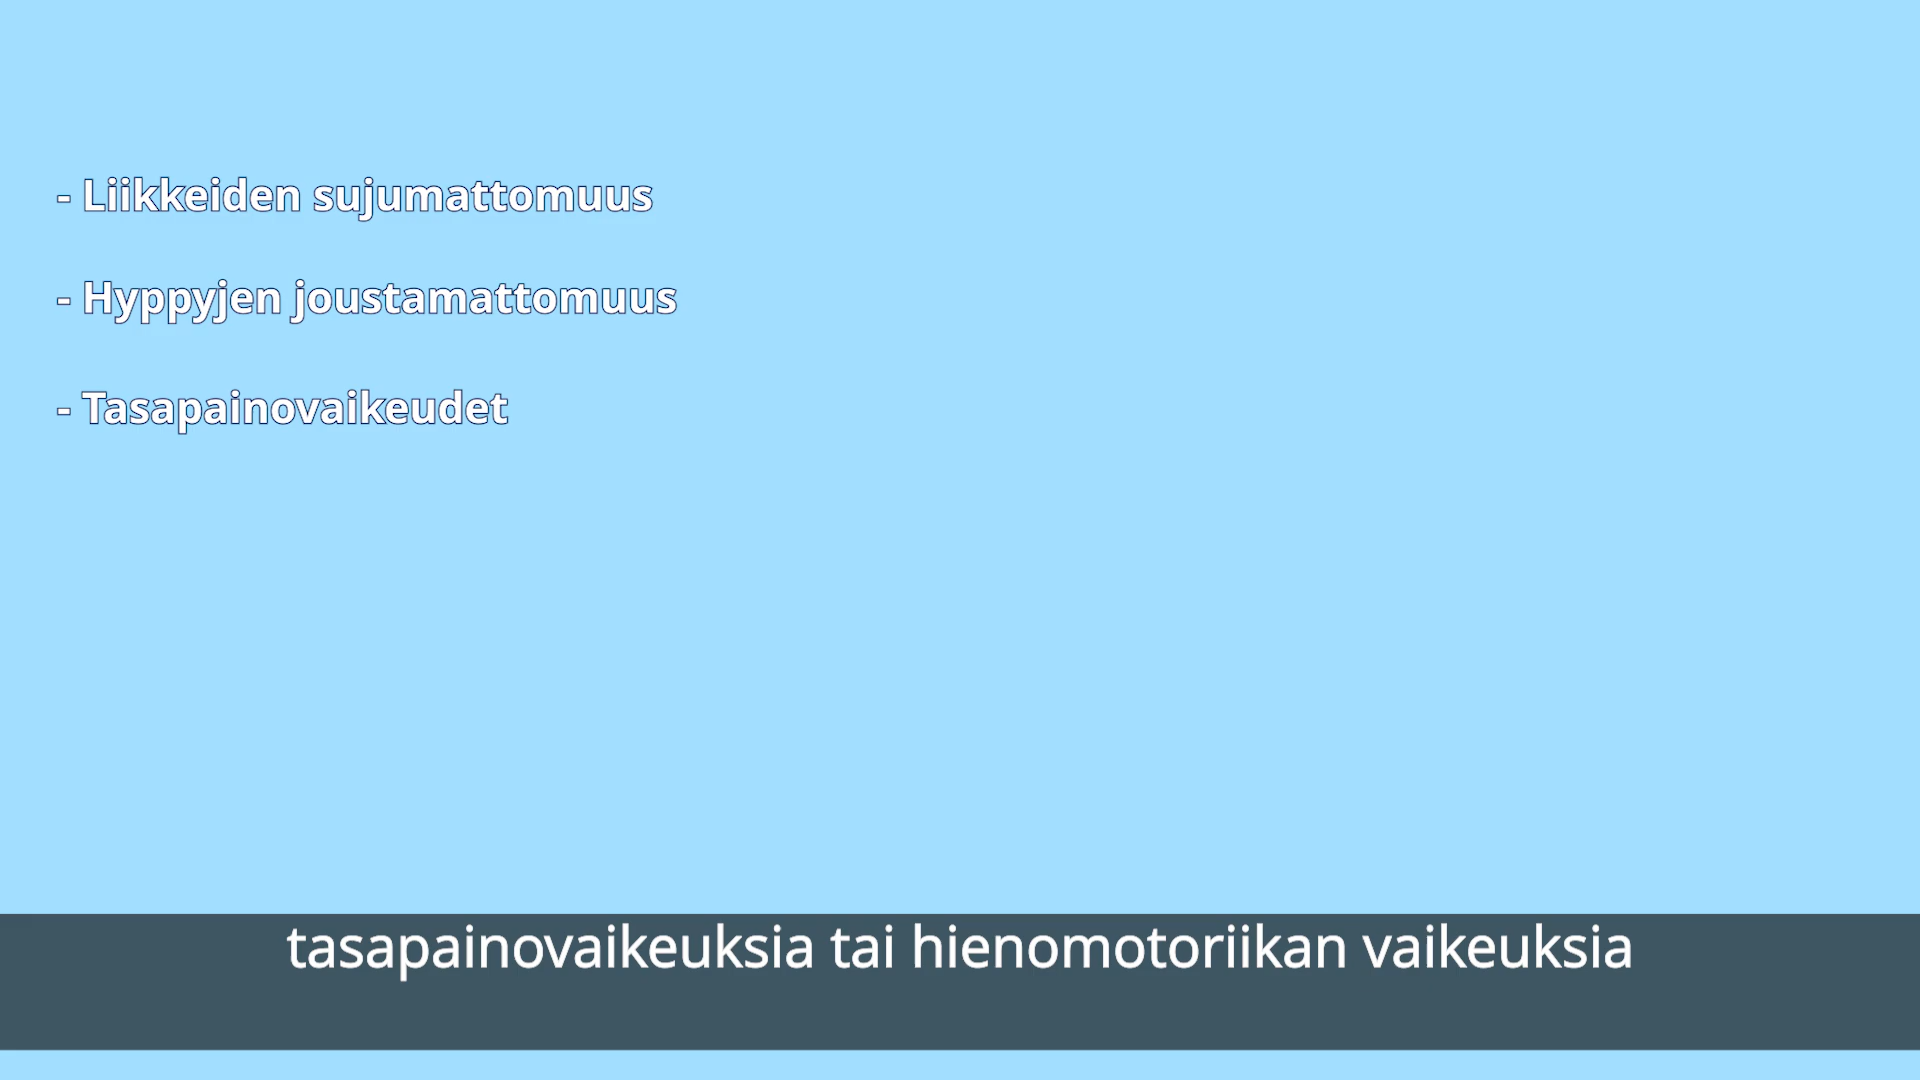 - Liikkeiden sujumattomuus
- Hyppyjen joustamattomuus
- Tasapainovaikeudet
tasapainovaikeuksia tai hienomotoriikan vaikeuksia